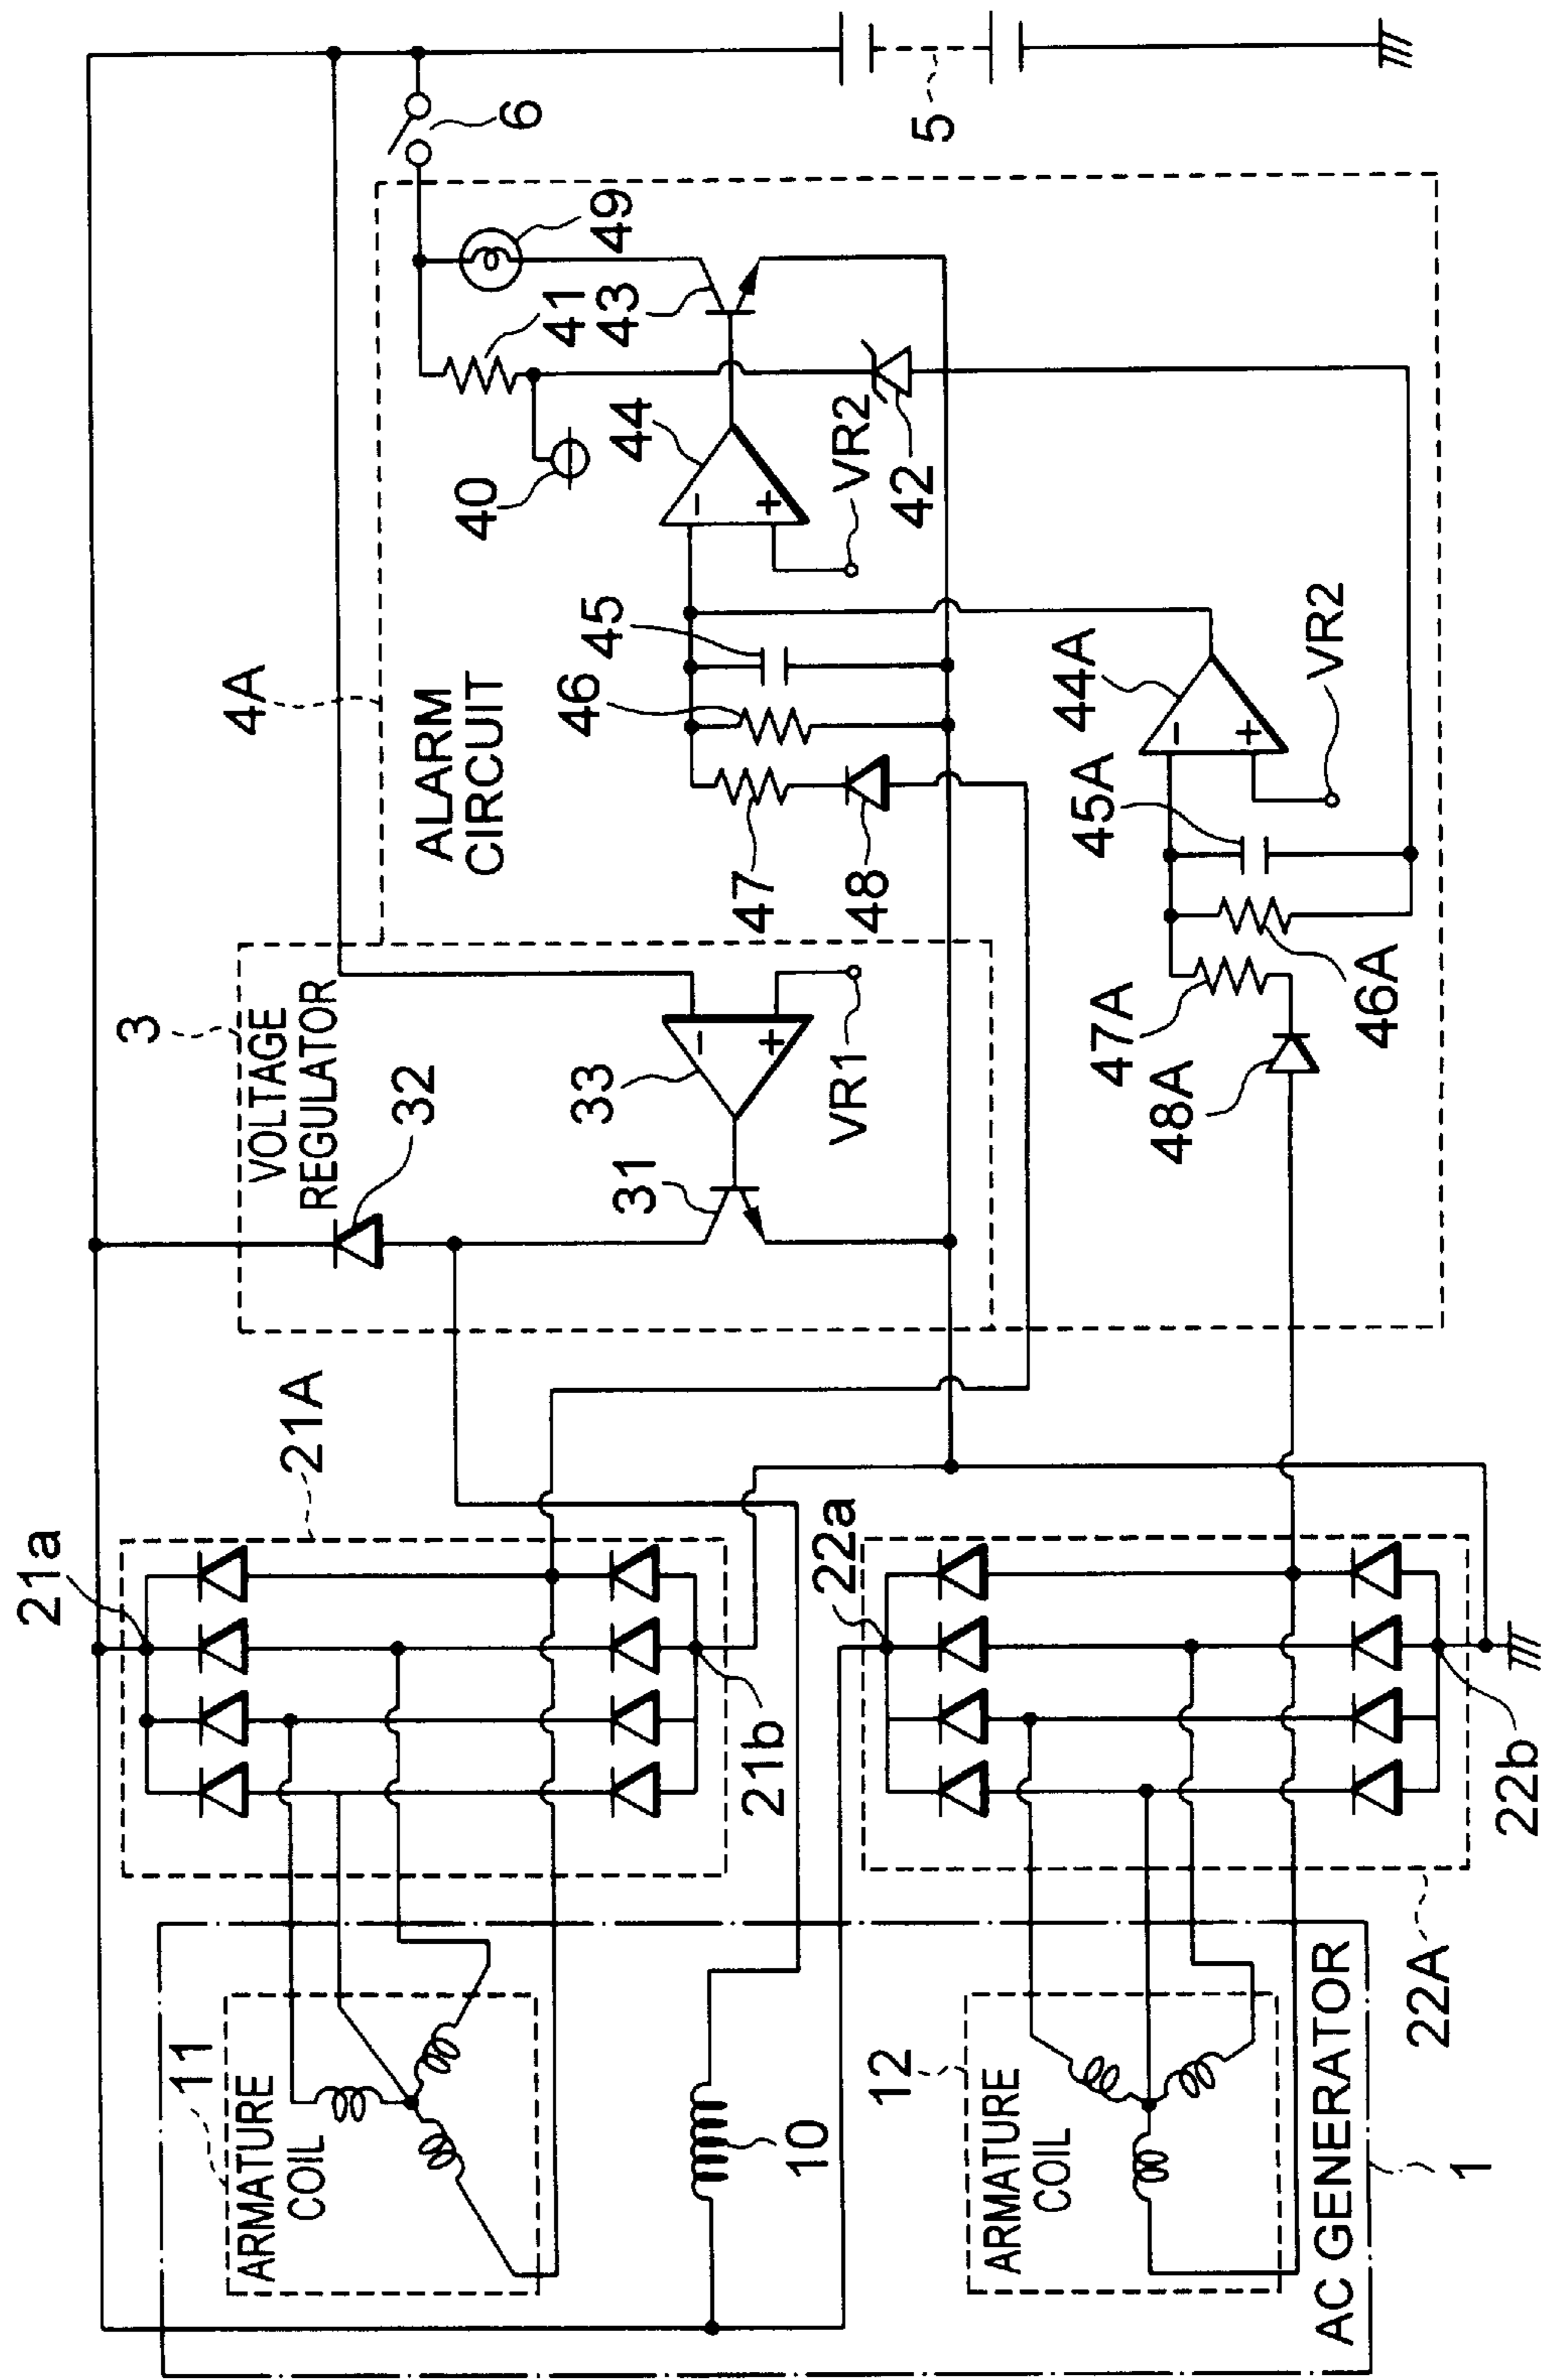 1
AC GENERATOR
11
ARMATURE
COIL
10
12
ARMATURE
COIL
21A
21a
21b
22A
22a
22b
3
VOLTAGE
REGULATOR
32
31
33
−
+
VR1
4A
ALARM
CIRCUIT
47
48
46
45
44
−
+
VR2
40
41
43
42
49
6
5
48A
47A
46A
45A
44A
−
+
VR2